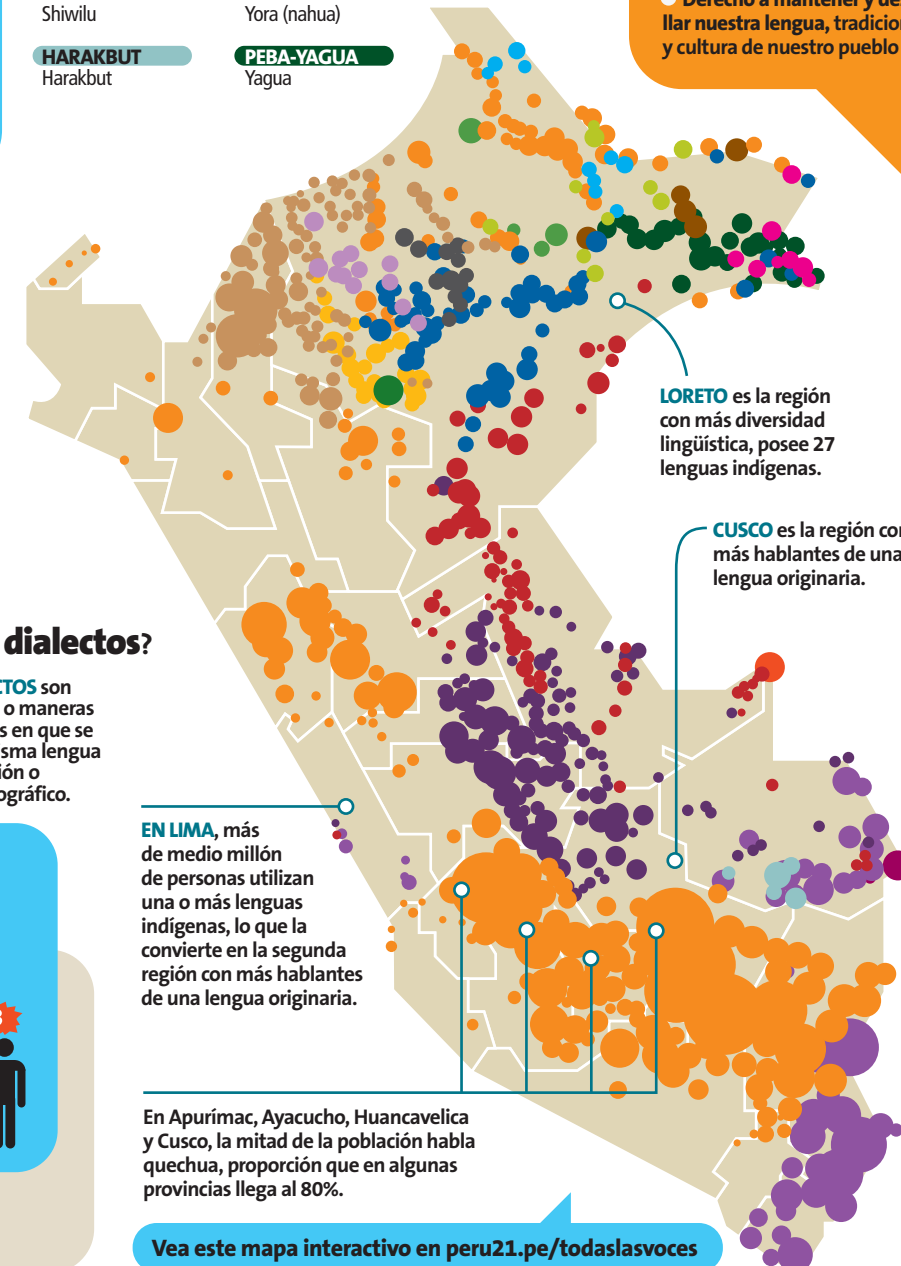 Shiwilu
Yora (nahua)
HARAKBUT
Harakbut
PEBA-YAGUA
Yagua
Derecho a mantener y
llar nuestra lengua,
y cultura de nuestro pueblo
LORETO es la región
con más diversidad
lingüística, posee 27
lenguas indígenas.
CUSCO es la región
más hablantes de una
lengua originaria.
dialectos?
CTOS son
o maneras
s en que se
sma lengua
ión o
ográfico.
EN LIMA, más
de medio millón
de personas utilizan
una o más lenguas
indígenas, lo que la
convierte en la segunda
región con más hablantes
de una lengua originaria.
En Apurímac, Ayacucho, Huancavelica
y Cusco, la mitad de la población habla
quechua, proporción que en algunas
provincias llega al 80%.
Vea este mapa interactivo en peru21.pe/todaslasvoces